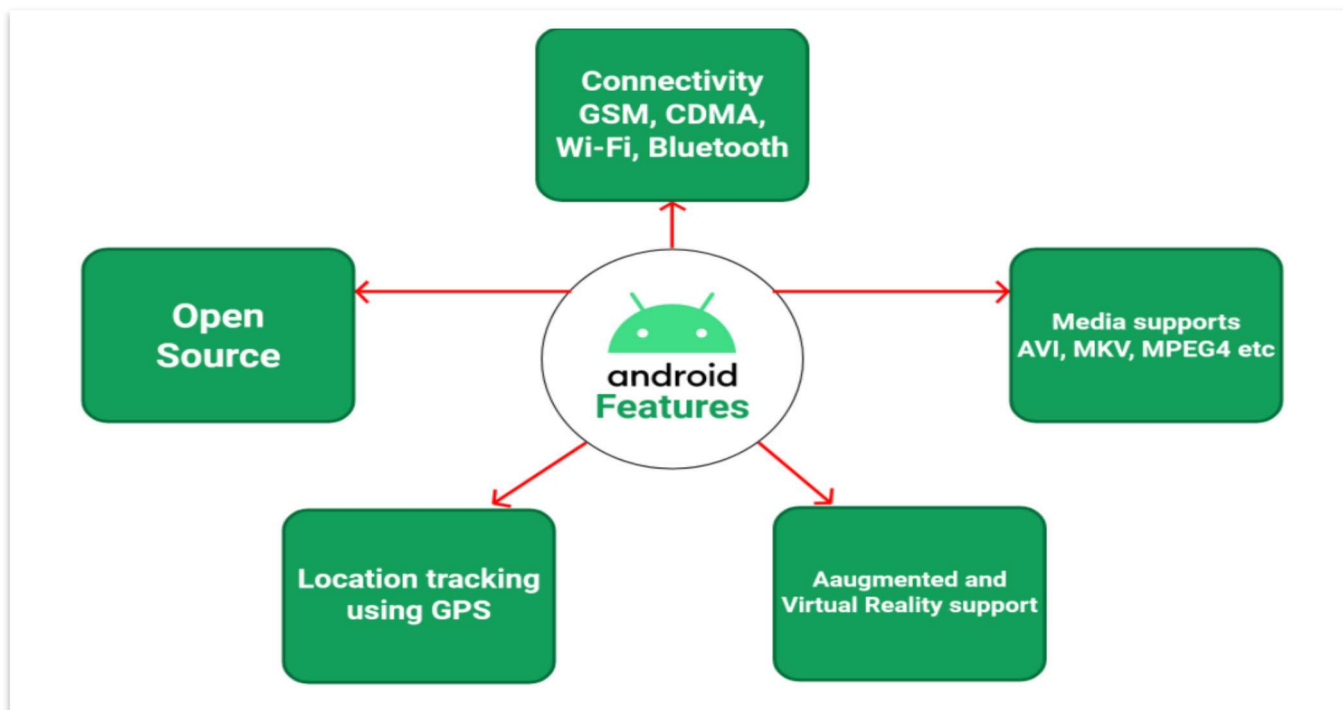 Connectivity
GSM, CDMA,
Wi-Fi, Bluetooth
Open
Source
Media supports
AVI, MKV, MPEG4 etc
android
Features
Location tracking
using GPS
Aaugmented and
Virtual Reality support